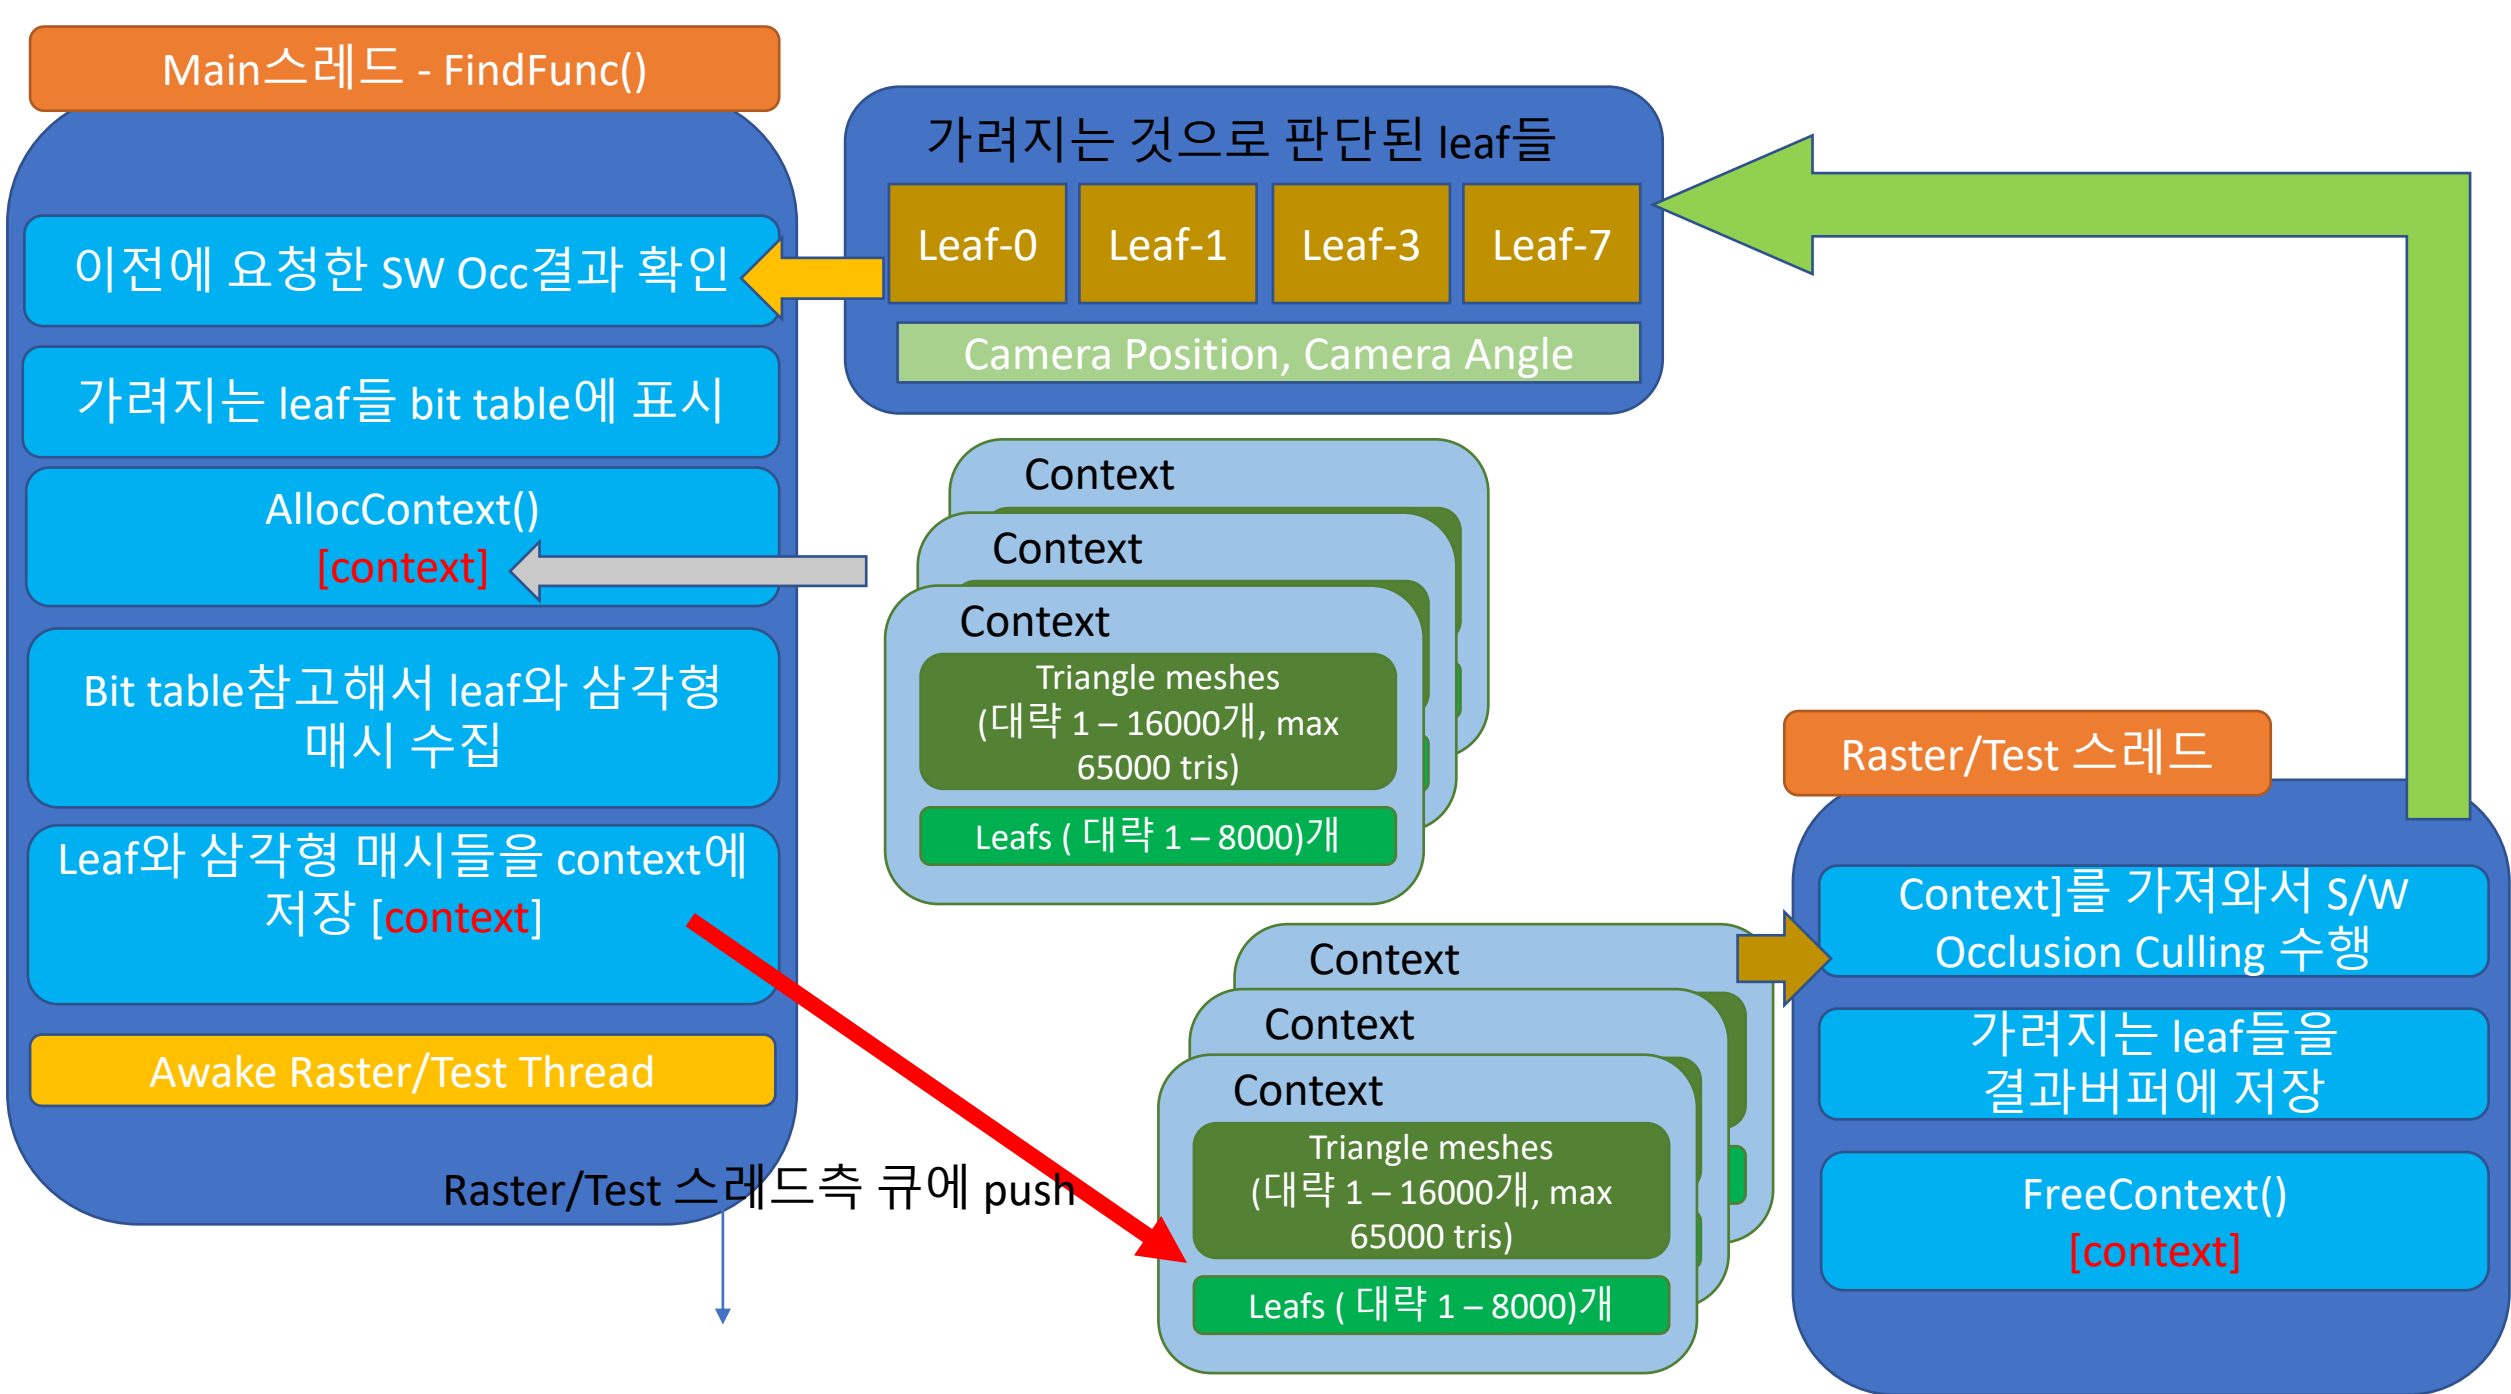 Main스레드 - FindFunc()
이전에 요청한 SW Occ결과 확인
가려지는 leaf들 bit table에 표시
AllocContext()
[context]
Bit table참고해서 leaf와 삼각형
매시 수집
Leaf와 삼각형 매시들을 context에
저장 [context]
Awake Raster/Test Thread
Raster/Test 스레드측 큐에 push
가려지는 것으로 판단된 leaf들
Leaf-0
Leaf-1
Leaf-3
Leaf-7
Camera Position, Camera Angle
Context
Context
Context
Triangle meshes
(대략 1 – 16000개, max
65000 tris)
Leafs ( 대략 1 – 8000)개
Context
Context
Context
Triangle meshes
(대략 1 – 16000개, max
65000 tris)
Leafs ( 대략 1 – 8000)개
Raster/Test 스레드
Context]를 가져와서 S/W
Occlusion Culling 수행
가려지는 leaf들을
결과버퍼에 저장
FreeContext()
[context]